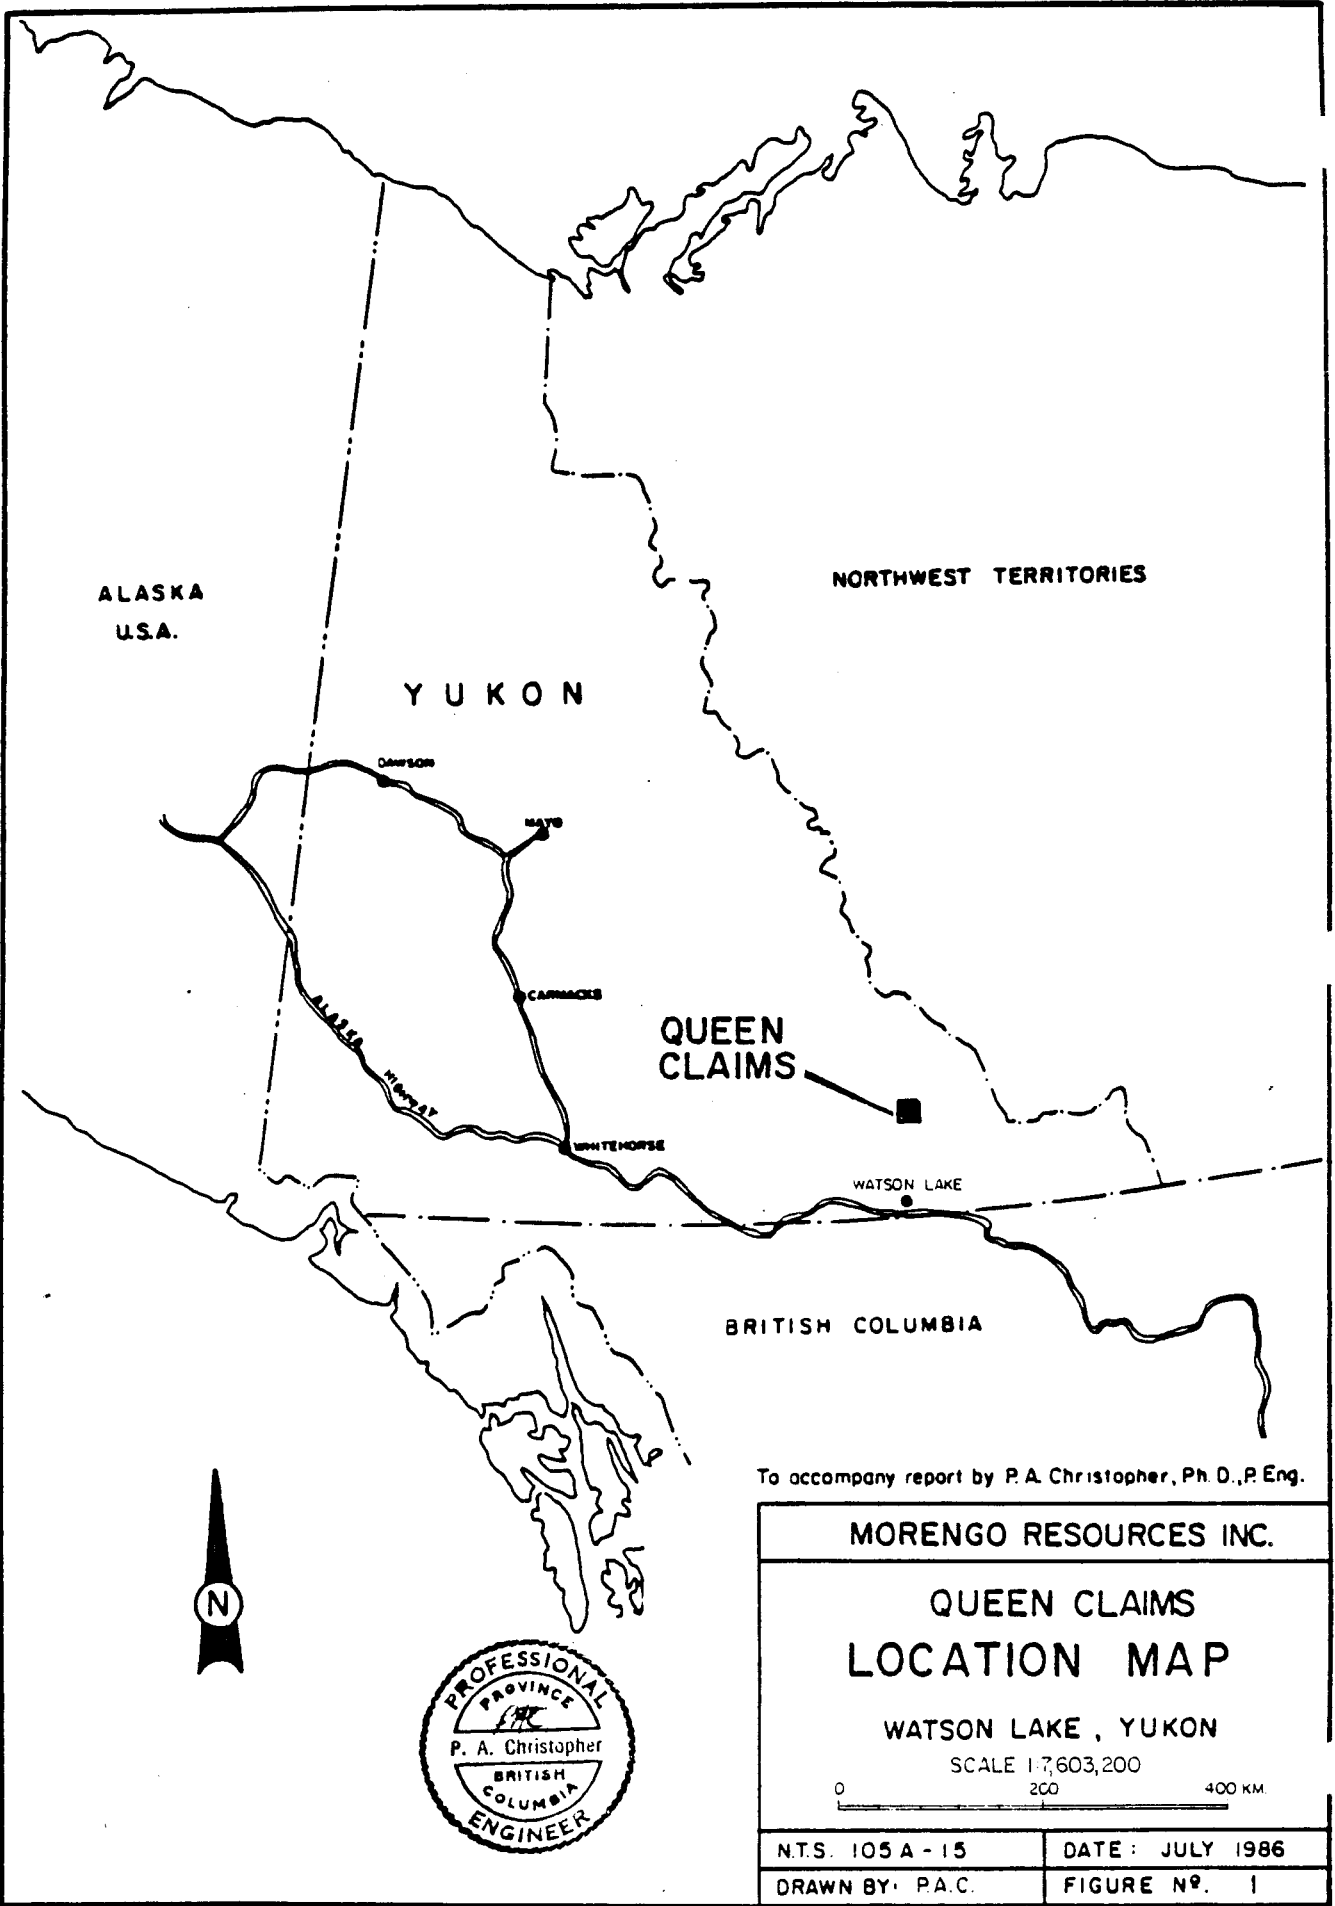 ALASKA
U.S.A.
NORTHWEST TERRITORIES
YUKON
DAWSON
MAYO
CARMACKS
ALASKA
HIGHWAY
QUEEN
CLAIMS
WHITEHORSE
WATSON LAKE
BRITISH COLUMBIA
To accompany report by P. A. Christopher, Ph. D., P. Eng.
MORENGO RESOURCES INC.
QUEEN CLAIMS
LOCATION MAP
WATSON LAKE, YUKON
SCALE 1:7,603,200
0 200 400 KM.
N.T.S. 105 A - 15
DATE: JULY 1986
DRAWN BY: P.A.C.
FIGURE Nº. 1
N
PROFESSIONAL
PROVINCE
P. A. Christopher
BRITISH
COLUMBIA
ENGINEER